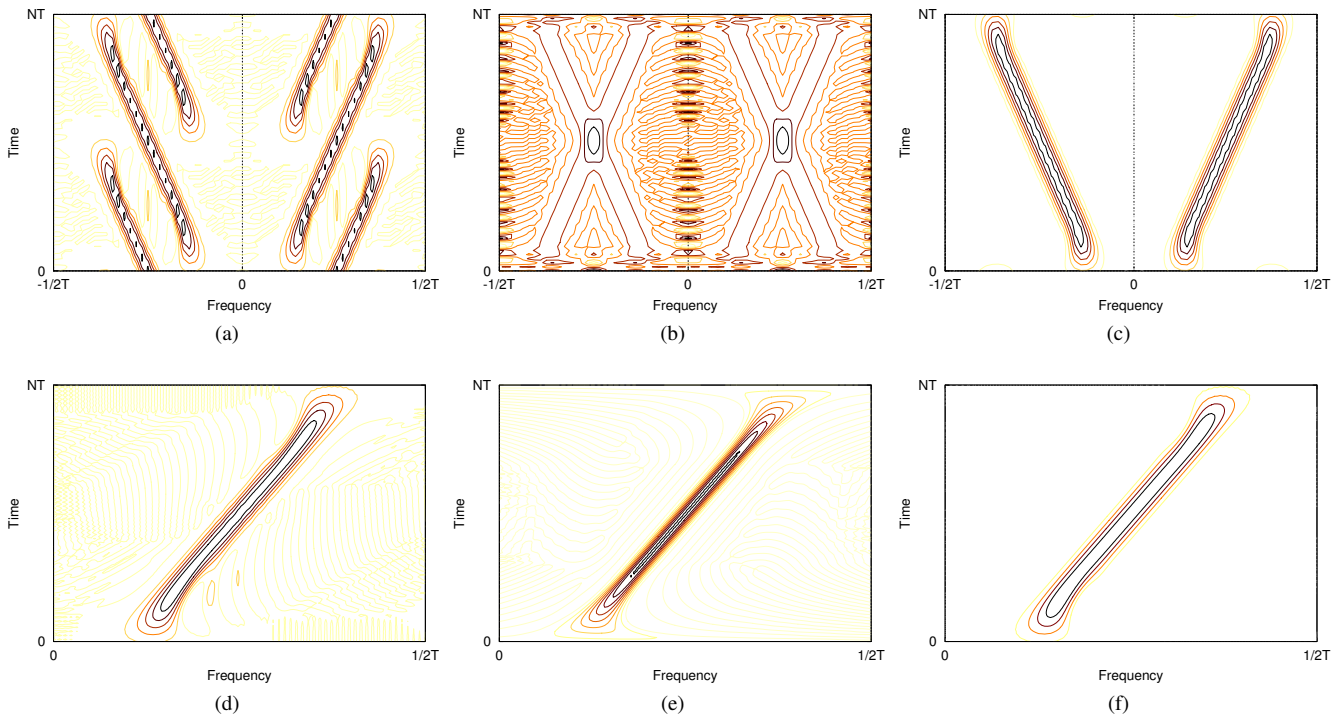 NT
Time
0
-1/2T
0
1/2T
Frequency
(a)
NT
Time
0
-1/2T
0
1/2T
Frequency
(b)
NT
Time
0
-1/2T
0
1/2T
Frequency
(c)
NT
Time
0
0
1/2T
Frequency
(d)
NT
Time
0
0
1/2T
Frequency
(e)
NT
Time
0
0
1/2T
Frequency
(f)